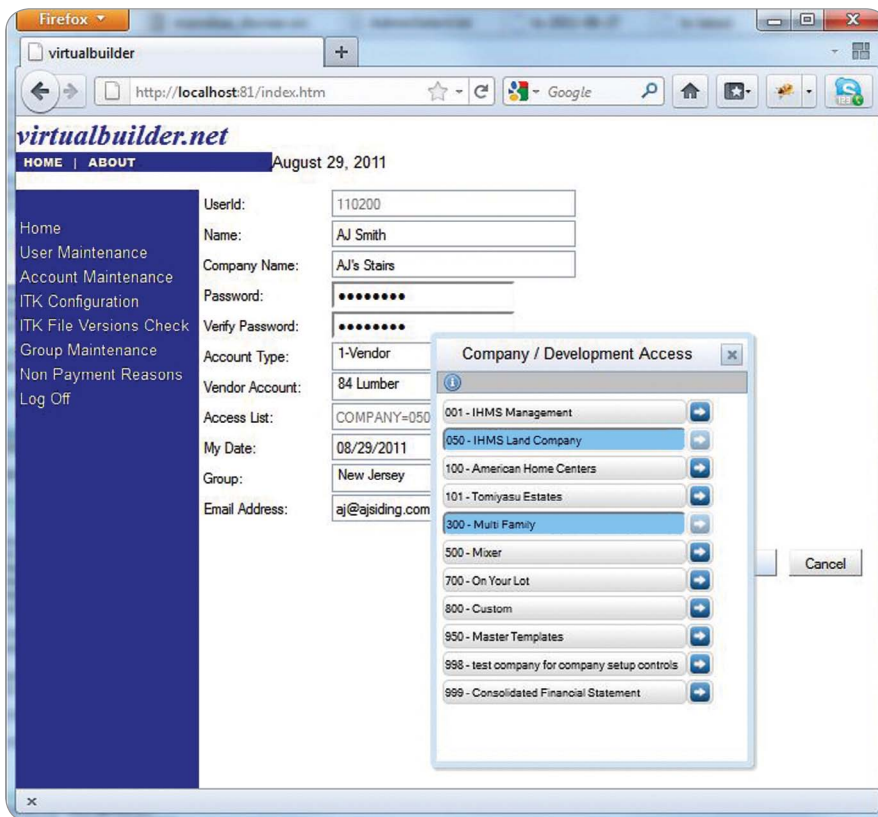 Firefox
virtualbuilder
http://localhost:81/index.htm
Google
virtualbuilder.net
HOME | ABOUT
August 29, 2011
Home
User Maintenance
Account Maintenance
ITK Configuration
ITK File Versions Check
Group Maintenance
Non Payment Reasons
Log Off
UserId: 110200
Name: AJ Smith
Company Name: AJ's Stairs
Password: ••••••••
Verify Password: ••••••••
Account Type: 1-Vendor
Vendor Account: 84 Lumber
Access List: COMPANY=050
My Date: 08/29/2011
Group: New Jersey
Email Address: aj@ajsiding.com
Company / Development Access
001 - IHMS Management
050 - IHMS Land Company
100 - American Home Centers
101 - Tomiyasu Estates
300 - Multi Family
500 - Mixer
700 - On Your Lot
800 - Custom
950 - Master Templates
998 - test company for company setup controls
999 - Consolidated Financial Statement
Cancel